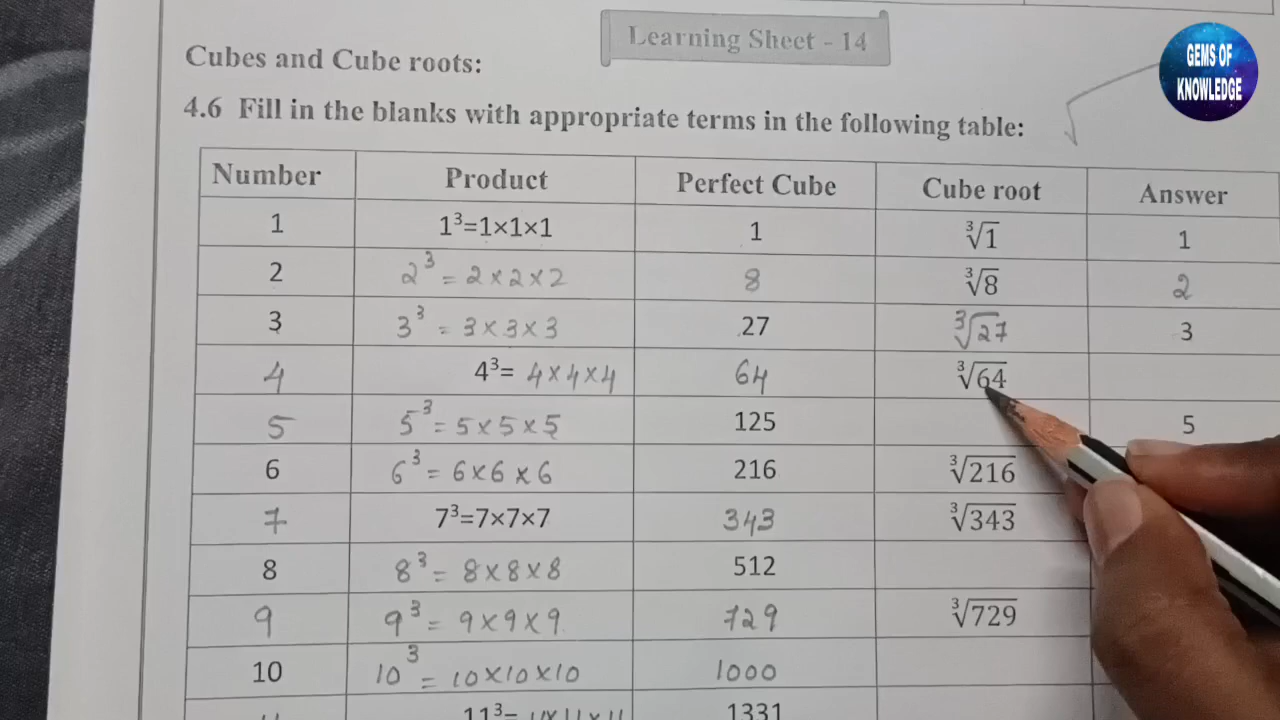 Learning Sheet - 14
GEMS OF
KNOWLEDGE
Cubes and Cube roots:
4.6 Fill in the blanks with appropriate terms in the following table:
Number Product Perfect Cube Cube root Answer
1 1³=1×1×1 1 ∛1 1
2 2³ = 2×2×2 8 ∛8 2
3 3³ = 3×3×3 27 ∛27 3
4 4³= 4×4×4 64 ∛64
5 5³ = 5×5×5 125 5
6 6³ = 6×6×6 216 ∛216
7 7³=7×7×7 343 ∛343
8 8³ = 8×8×8 512
9 9³ = 9×9×9 729 ∛729
10 10³ = 10×10×10 1000
11³= 11×11×11 1331